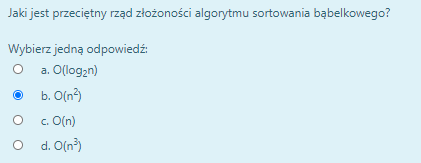 Jaki jest przeciętny rząd złożoności algorytmu sortowania bąbelkowego?
Wybierz jedną odpowiedź:
a. O(log₂n)
b. O(n²)
c. O(n)
d. O(n³)